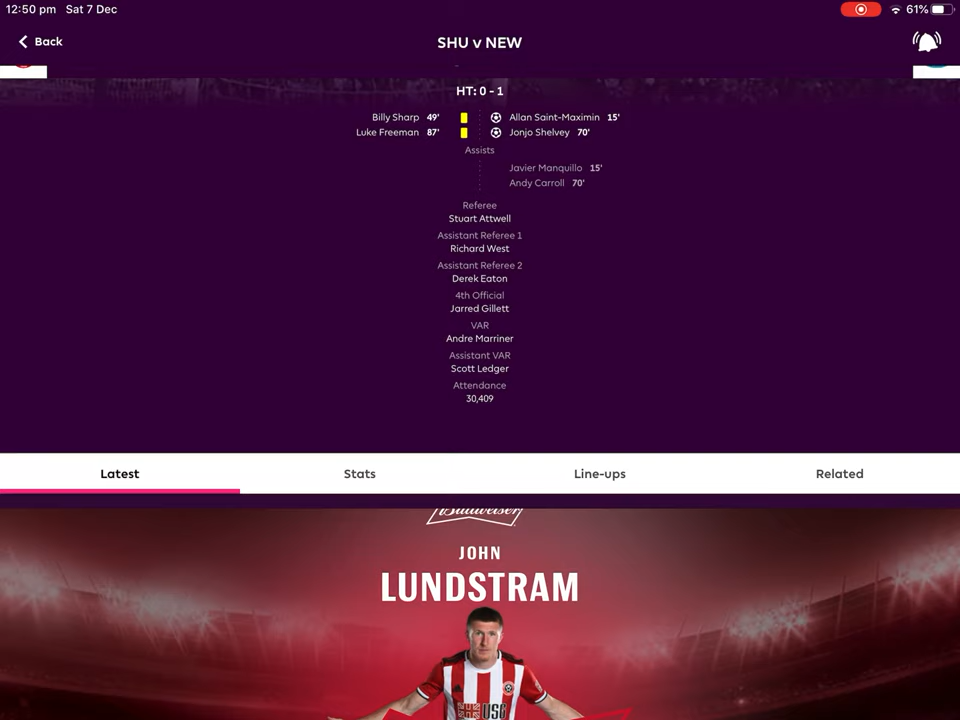 12:50 pm Sat 7 Dec 61%
Back
SHU v NEW
HT: 0 - 1
Billy Sharp 49' Allan Saint-Maximin 15'
Luke Freeman 87' Jonjo Shelvey 70'
Assists
Javier Manquillo 15'
Andy Carroll 70'
Referee
Stuart Attwell
Assistant Referee 1
Richard West
Assistant Referee 2
Derek Eaton
4th Official
Jarred Gillett
VAR
Andre Marriner
Assistant VAR
Scott Ledger
Attendance
30,409
Latest Stats Line-ups Related
Budweiser
JOHN
LUNDSTRAM
USG